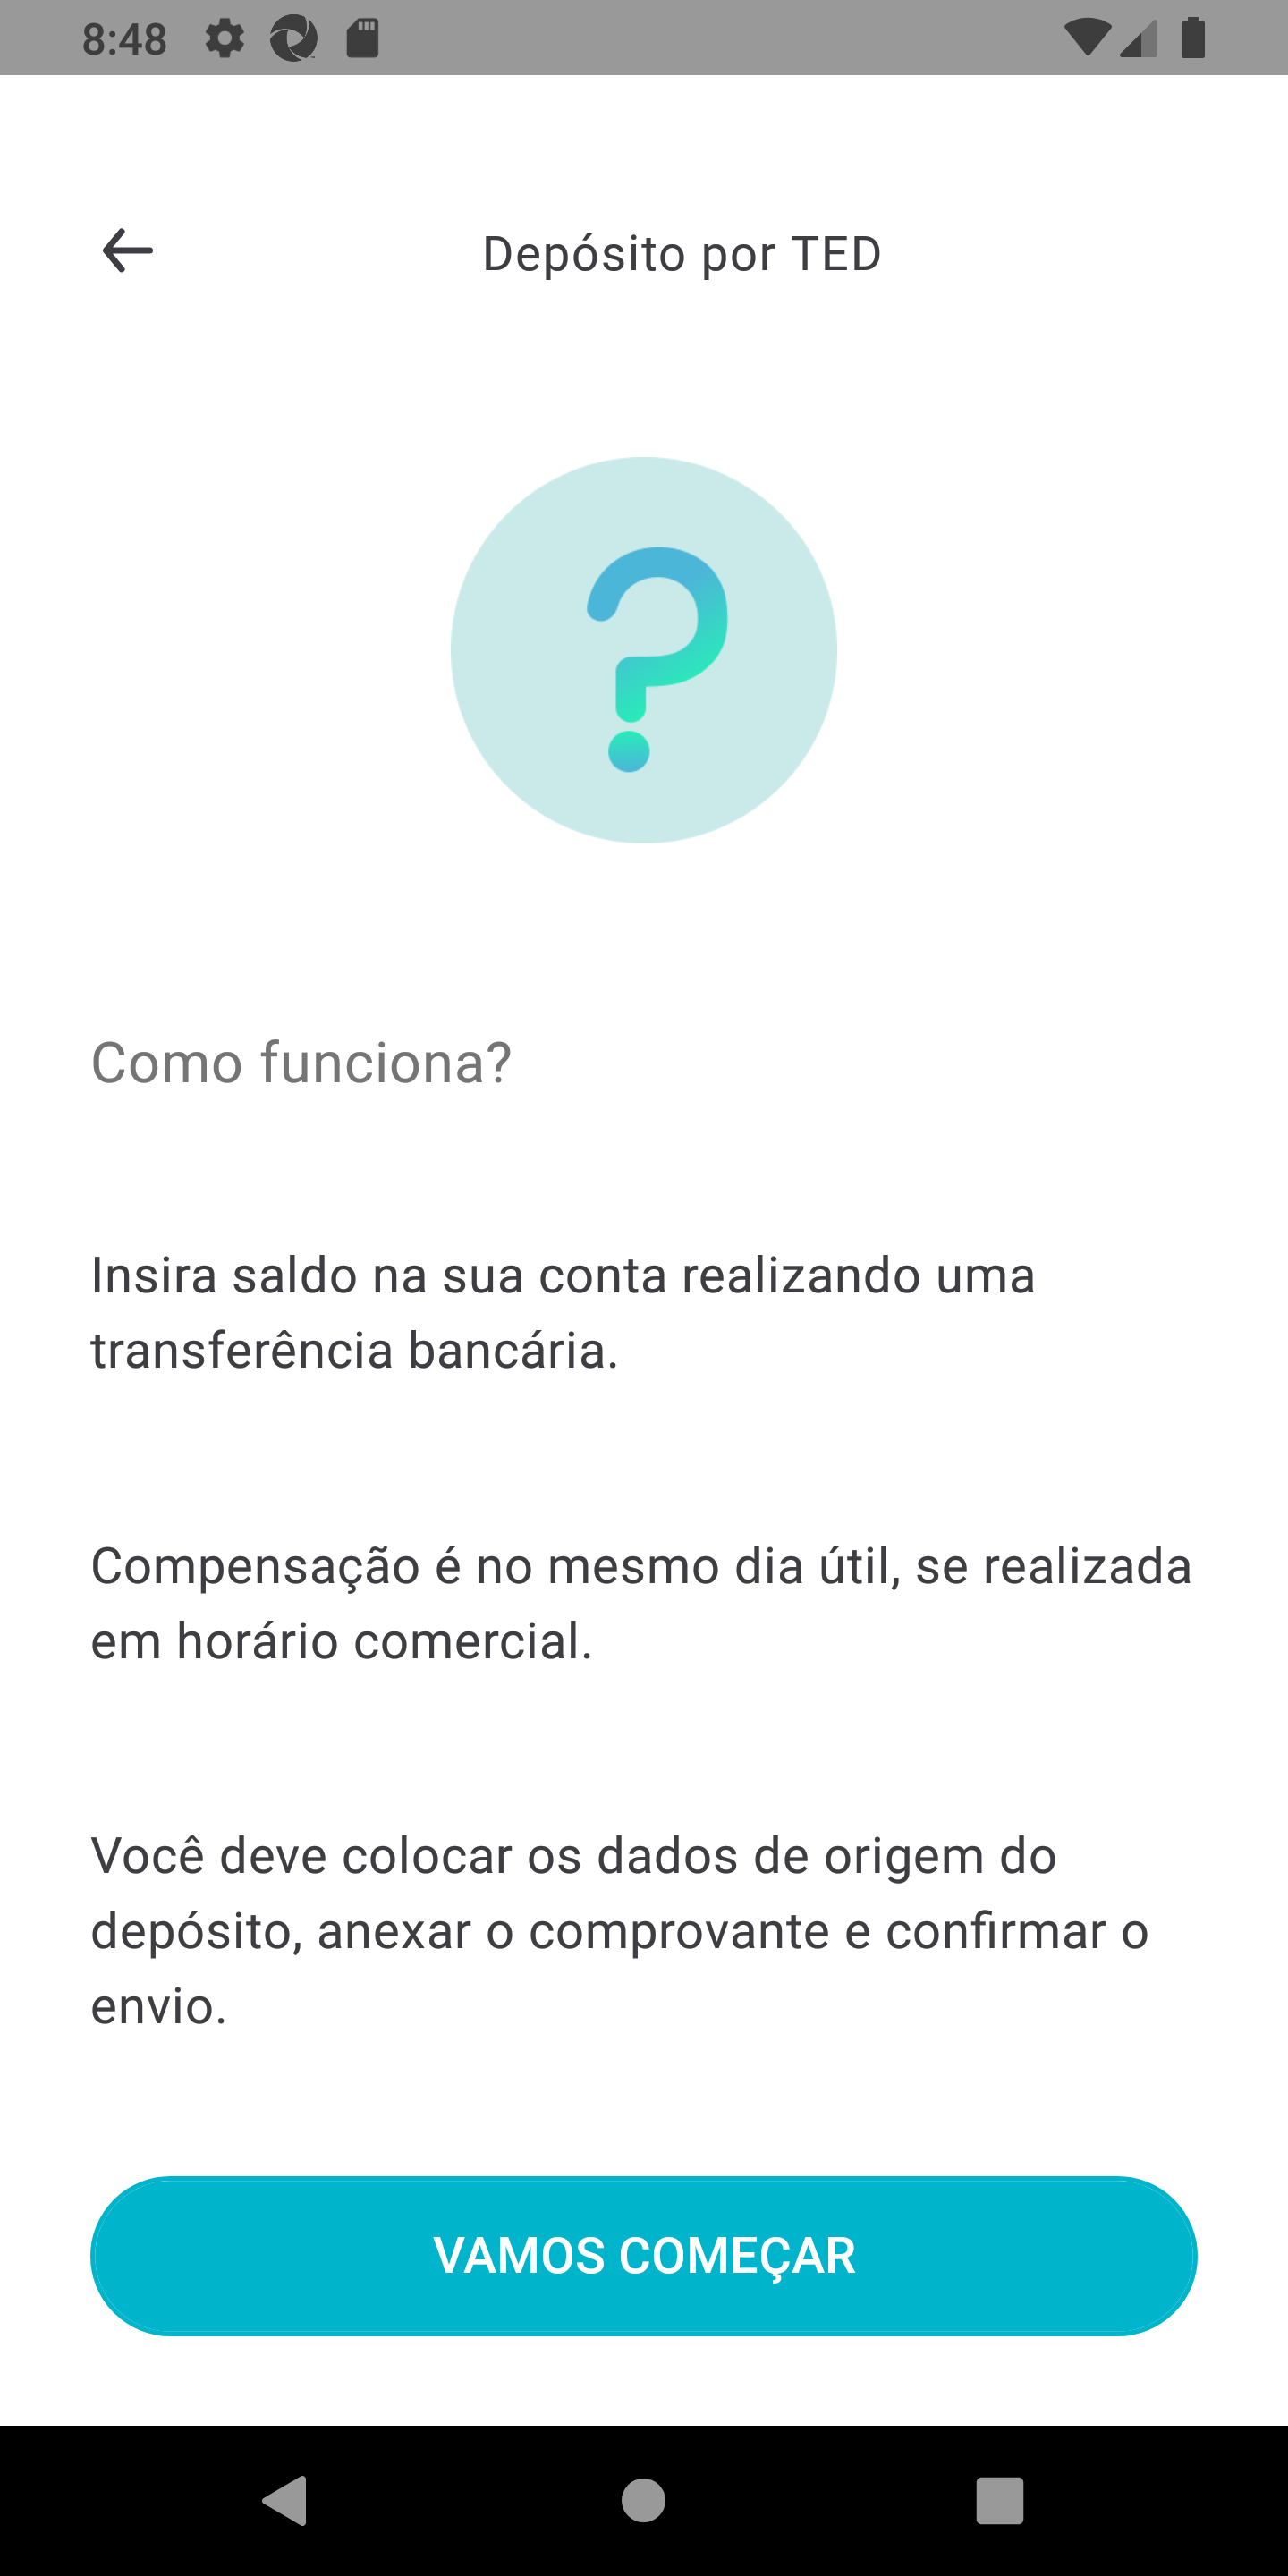 8:48
Depósito por TED
Como funciona?
Insira saldo na sua conta realizando uma
transferência bancária.
Compensação é no mesmo dia útil, se realizada
em horário comercial.
Você deve colocar os dados de origem do
depósito, anexar o comprovante e confirmar o
envio.
VAMOS COMEÇAR